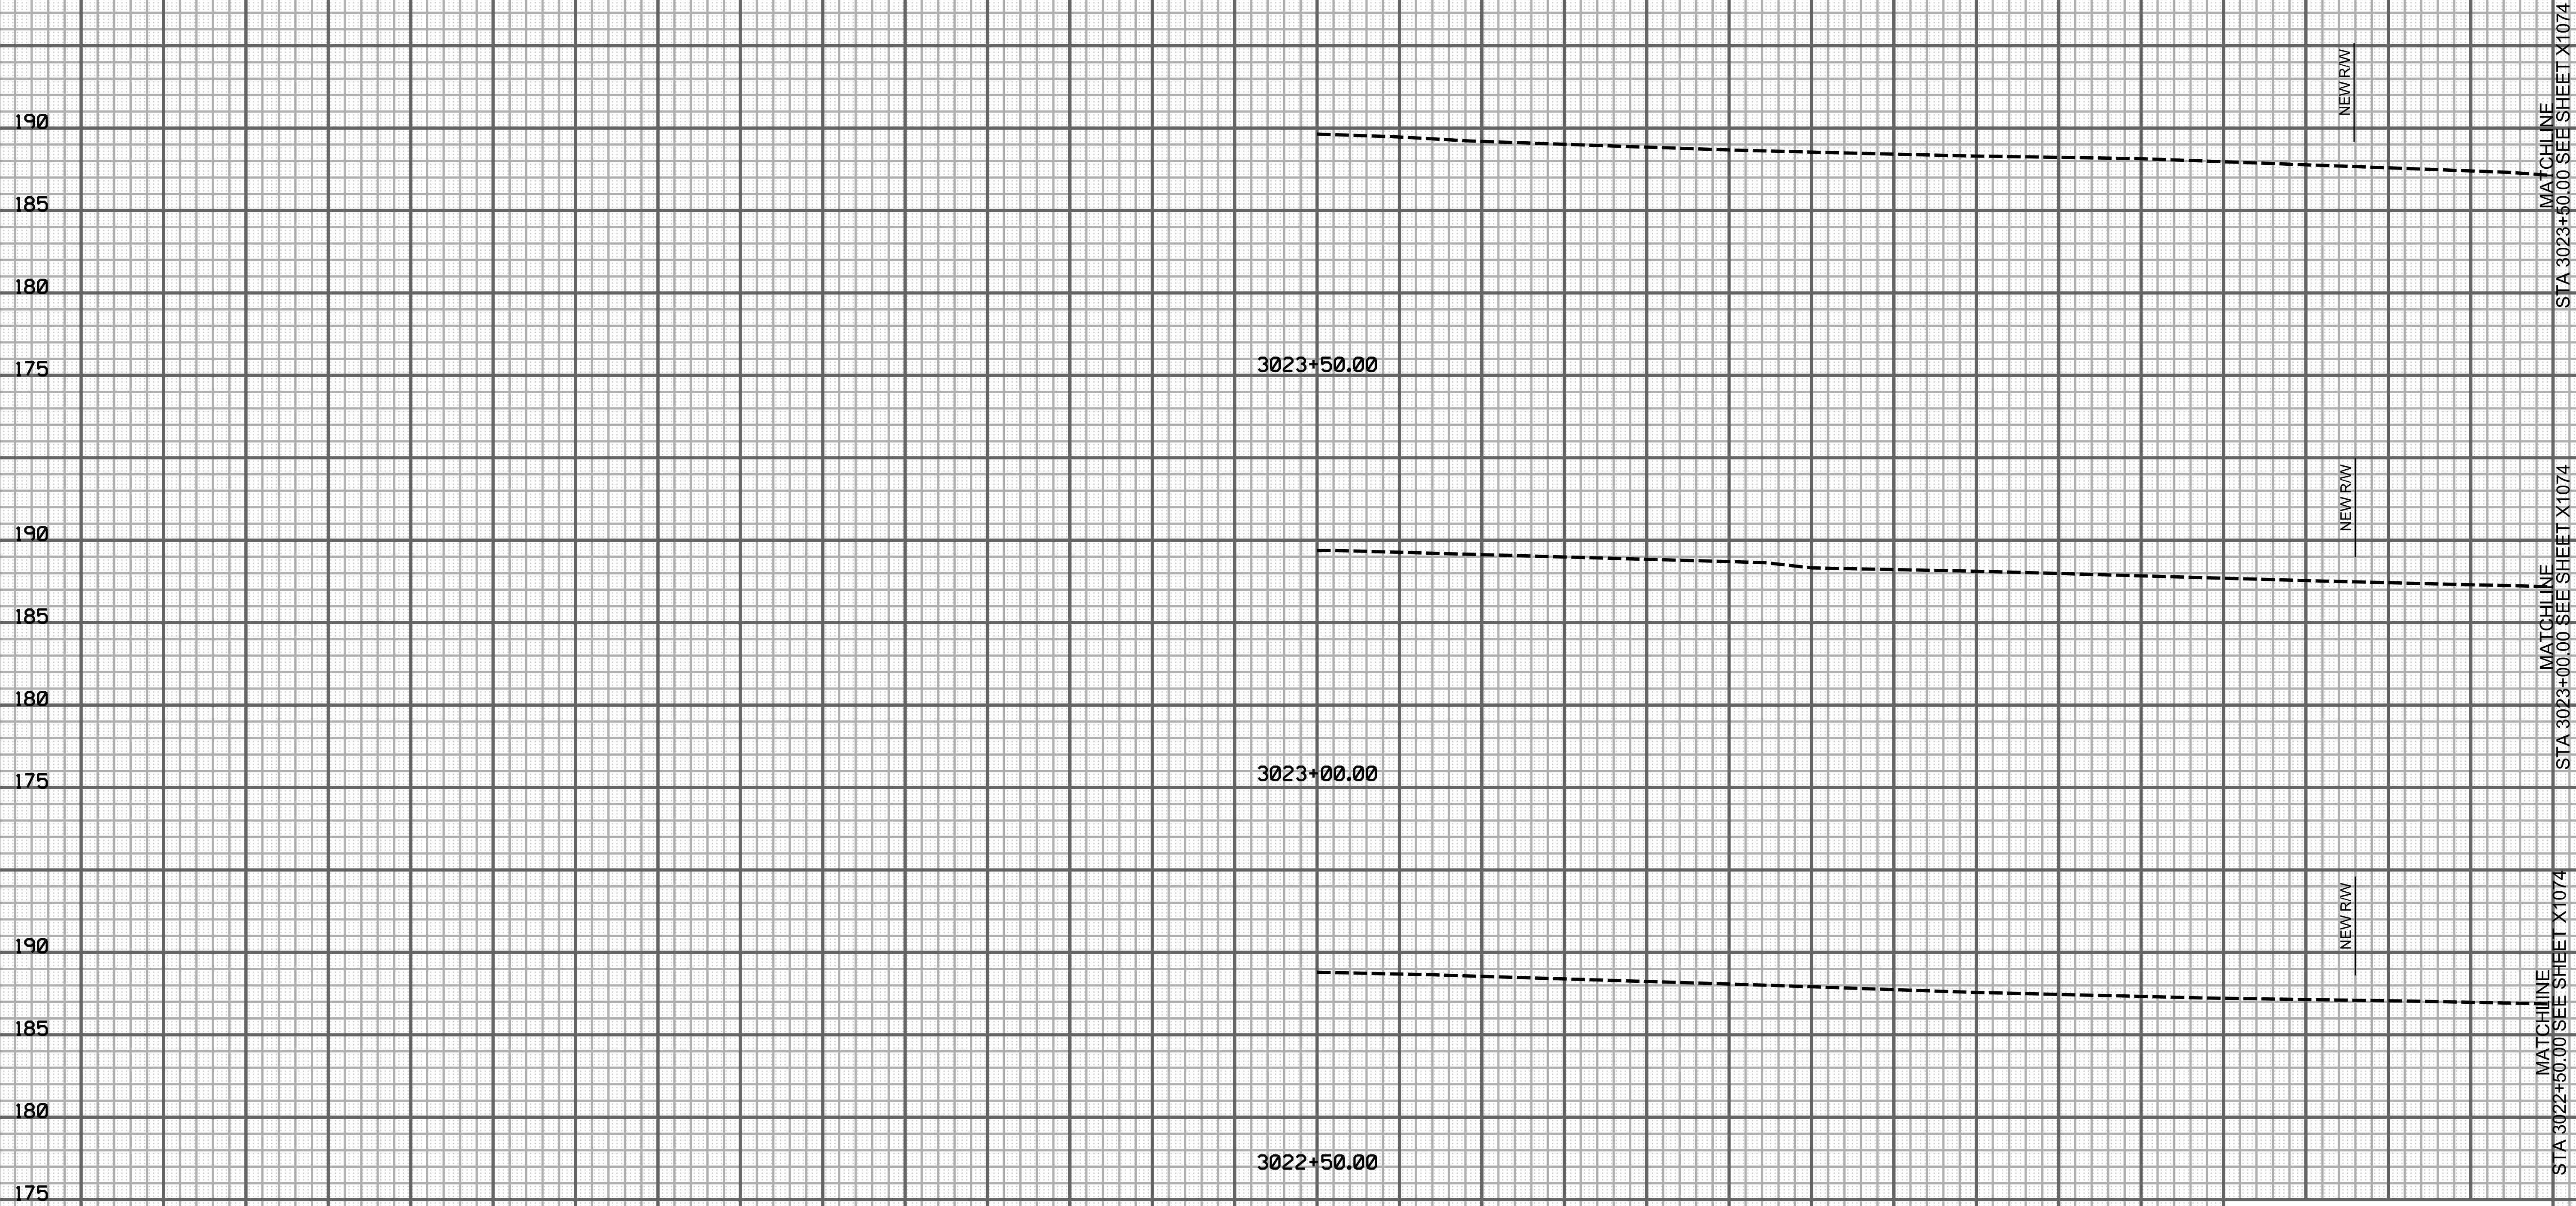 NEW R/W
MATCHLINE
STA 3023+50.00 SEE SHEET X1074
190
185
180
175
3023+50.00
NEW R/W
MATCHLINE
STA 3023+00.00 SEE SHEET X1074
190
185
180
175
3023+00.00
NEW R/W
MATCHLINE
STA 3022+50.00 SEE SHEET X1074
190
185
180
3022+50.00
175